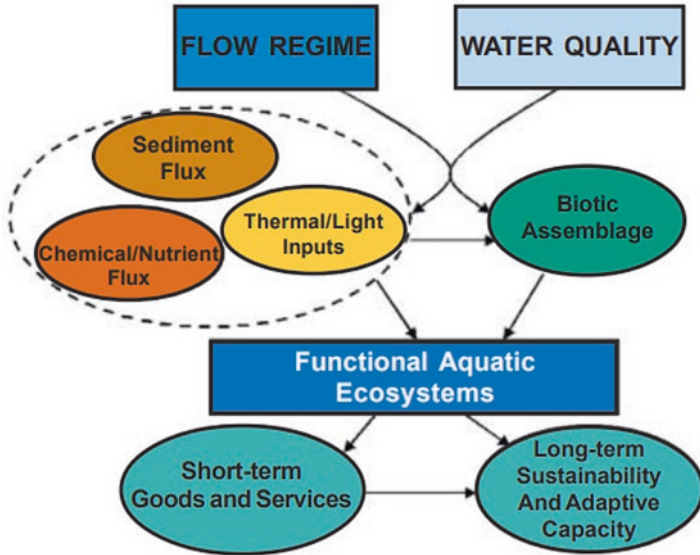 FLOW REGIME
WATER QUALITY
Sediment
Flux
Thermal/Light
Inputs
Chemical/Nutrient
Flux
Biotic
Assemblage
Functional Aquatic
Ecosystems
Short-term
Goods and Services
Long-term
Sustainability
And Adaptive
Capacity